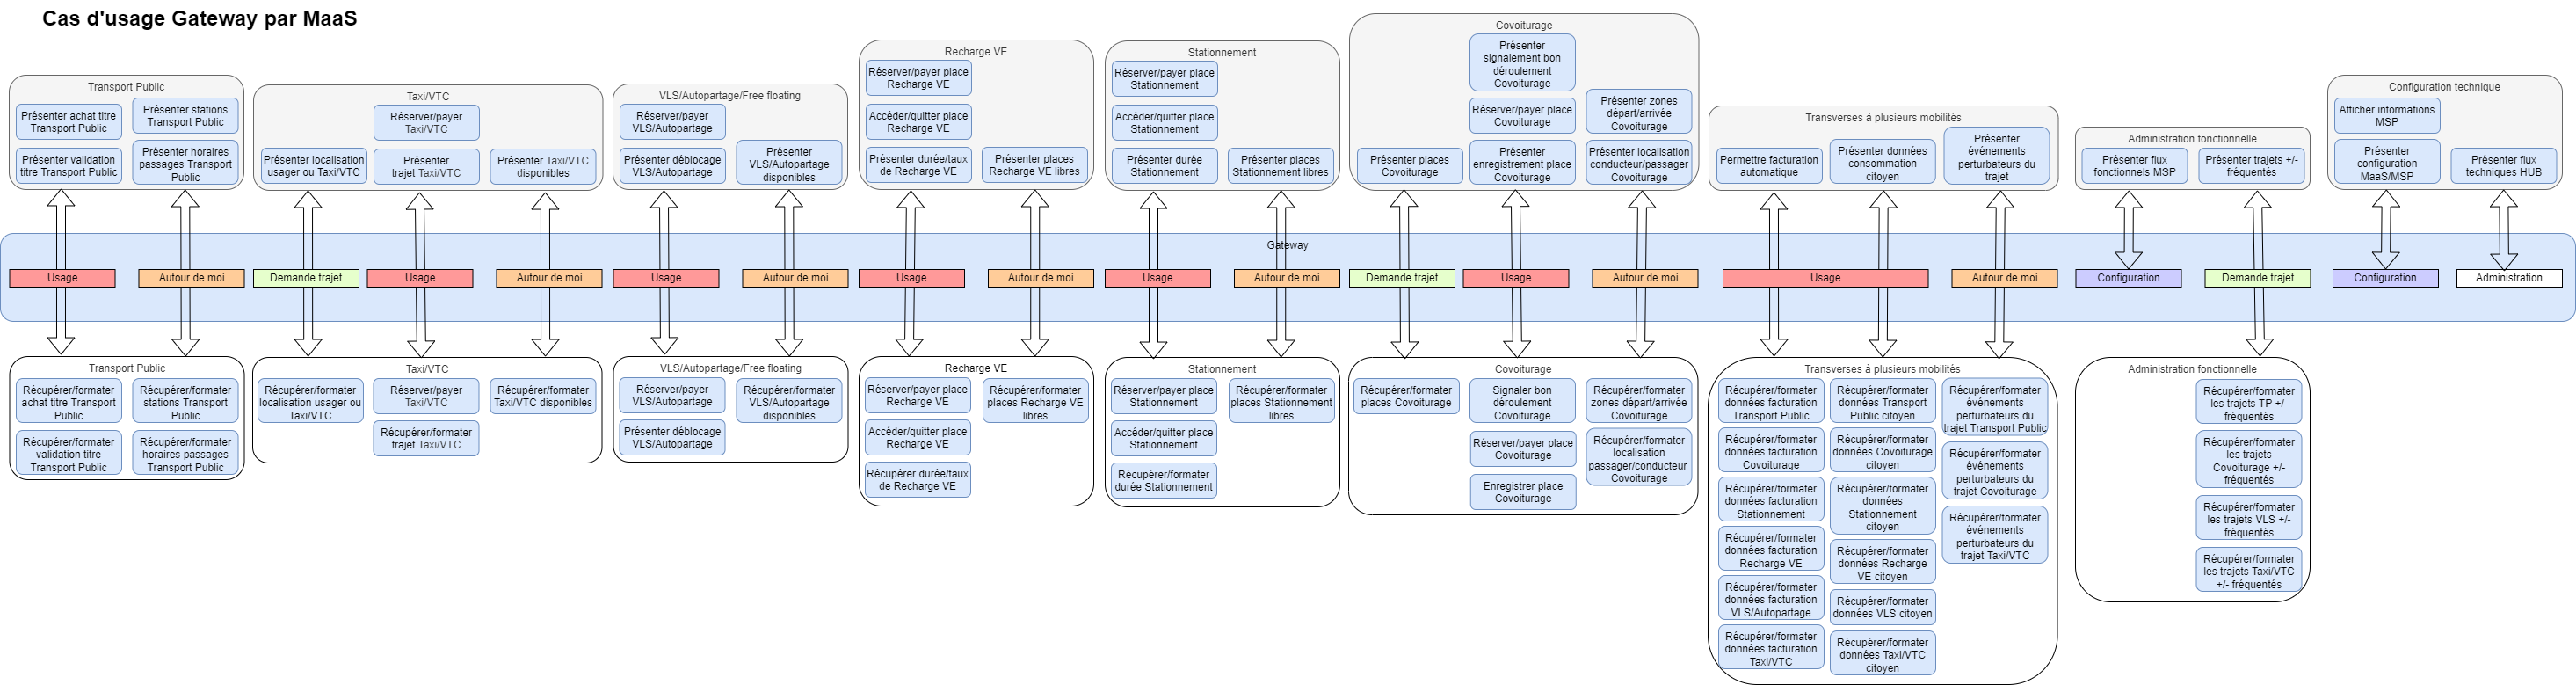 Cas d'usage Gateway par MaaS
Transport Public
Présenter achat titre
Transport Public
Présenter stations
Transport Public
Présenter validation
titre Transport Public
Présenter horaires
passages Transport
Public
Taxi/VTC
Réserver/payer
Taxi/VTC
Présenter localisation
usager ou Taxi/VTC
Présenter
trajet Taxi/VTC
Présenter Taxi/VTC
disponibles
VLS/Autopartage/Free floating
Réserver/payer
VLS/Autopartage
Présenter déblocage
VLS/Autopartage
Présenter
VLS/Autopartage
disponibles
Recharge VE
Réserver/payer place
Recharge VE
Accéder/quitter place
Recharge VE
Présenter durée/taux
de Recharge VE
Présenter places
Recharge VE libres
Stationnement
Réserver/payer place
Stationnement
Accéder/quitter place
Stationnement
Présenter durée
Stationnement
Présenter places
Stationnement libres
Covoiturage
Présenter
signalement bon
déroulement
Covoiturage
Réserver/payer place
Covoiturage
Présenter zones
départ/arrivée
Covoiturage
Présenter places
Covoiturage
Présenter
enregistrement place
Covoiturage
Présenter localisation
conducteur/passager
Covoiturage
Transverses à plusieurs mobilités
Permettre facturation
automatique
Présenter données
consommation
citoyen
Présenter
évènements
perturbateurs du
trajet
Administration fonctionnelle
Présenter flux
fonctionnels MSP
Présenter trajets +/-
fréquentés
Configuration technique
Afficher informations
MSP
Présenter
configuration
MaaS/MSP
Présenter flux
techniques HUB
Gateway
Usage
Autour de moi
Demande trajet
Usage
Autour de moi
Usage
Autour de moi
Usage
Autour de moi
Usage
Autour de moi
Demande trajet
Usage
Autour de moi
Usage
Autour de moi
Configuration
Demande trajet
Configuration
Administration
Transport Public
Récupérer/formater
achat titre Transport
Public
Récupérer/formater
stations Transport
Public
Récupérer/formater
validation titre
Transport Public
Récupérer/formater
horaires passages
Transport Public
Taxi/VTC
Récupérer/formater
localisation usager ou
Taxi/VTC
Réserver/payer
Taxi/VTC
Récupérer/formater
trajet Taxi/VTC
Récupérer/formater
Taxi/VTC disponibles
VLS/Autopartage/Free floating
Réserver/payer
VLS/Autopartage
Présenter déblocage
VLS/Autopartage
Récupérer/formater
VLS/Autopartage
disponibles
Recharge VE
Réserver/payer place
Recharge VE
Accéder/quitter place
Recharge VE
Récupérer durée/taux
de Recharge VE
Récupérer/formater
places Recharge VE
libres
Stationnement
Réserver/payer place
Stationnement
Accéder/quitter place
Stationnement
Récupérer/formater
durée Stationnement
Récupérer/formater
places Stationnement
libres
Covoiturage
Récupérer/formater
places Covoiturage
Signaler bon
déroulement
Covoiturage
Réserver/payer place
Covoiturage
Enregistrer place
Covoiturage
Récupérer/formater
zones départ/arrivée
Covoiturage
Récupérer/formater
localisation
passager/conducteur
Covoiturage
Transverses à plusieurs mobilités
Récupérer/formater
données facturation
Transport Public
Récupérer/formater
données facturation
Covoiturage
Récupérer/formater
données facturation
Stationnement
Récupérer/formater
données facturation
Recharge VE
Récupérer/formater
données facturation
VLS/Autopartage
Récupérer/formater
données facturation
Taxi/VTC
Récupérer/formater
données Transport
Public citoyen
Récupérer/formater
données Covoiturage
citoyen
Récupérer/formater
données
Stationnement
citoyen
Récupérer/formater
données Recharge
VE citoyen
Récupérer/formater
données VLS citoyen
Récupérer/formater
données Taxi/VTC
citoyen
Récupérer/formater
évènements
perturbateurs du
trajet Transport Public
Récupérer/formater
évènements
perturbateurs du
trajet Covoiturage
Récupérer/formater
évènements
perturbateurs du
trajet Taxi/VTC
Administration fonctionnelle
Récupérer/formater
les trajets TP +/-
fréquentés
Récupérer/formater
les trajets
Covoiturage +/-
fréquentés
Récupérer/formater
les trajets VLS +/-
fréquentés
Récupérer/formater
les trajets Taxi/VTC
+/- fréquentés